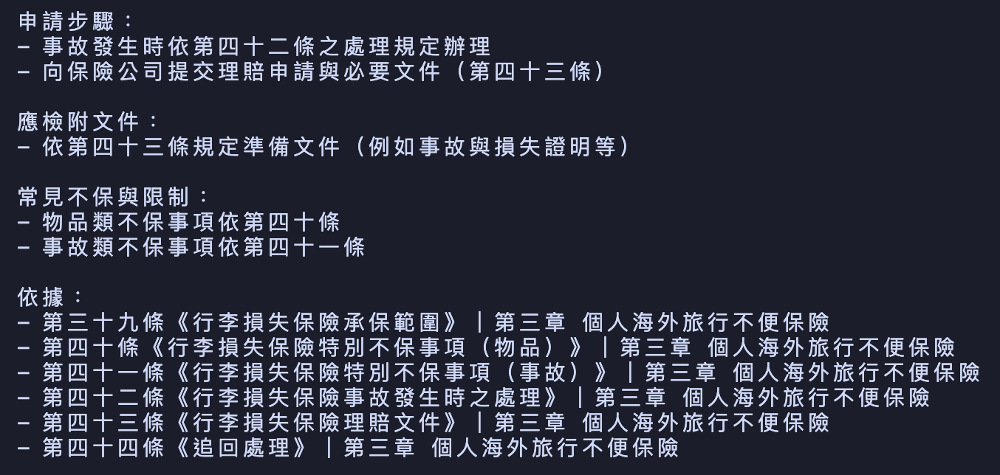 申請步驟：
– 事故發生時依第四十二條之處理規定辦理
– 向保險公司提交理賠申請與必要文件（第四十三條）

應檢附文件：
– 依第四十三條規定準備文件（例如事故與損失證明等）

常見不保與限制：
– 物品類不保事項依第四十條
– 事故類不保事項依第四十一條

依據：
– 第三十九條《行李損失保險承保範圍》｜第三章 個人海外旅行不便保險
– 第四十條《行李損失保險特別不保事項（物品）》｜第三章 個人海外旅行不便保險
– 第四十一條《行李損失保險特別不保事項（事故）》｜第三章 個人海外旅行不便保險
– 第四十二條《行李損失保險事故發生時之處理》｜第三章 個人海外旅行不便保險
– 第四十三條《行李損失保險理賠文件》｜第三章 個人海外旅行不便保險
– 第四十四條《追回處理》｜第三章 個人海外旅行不便保險